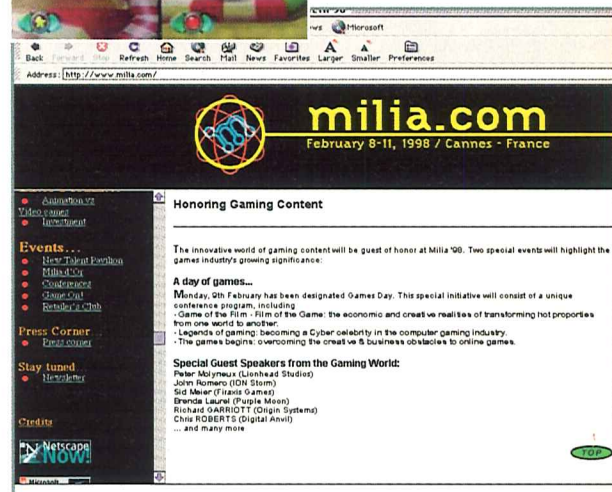 Microsoft
Back Forward Stop Refresh Home Search Mail News Favorites Larger Smaller Preferences
Address: http://www.milia.com/
milia.com
February 8-11, 1998 / Cannes - France
Animation vz
Video games
Investment
Events...
New Talent Pavilion
Milia d'Or
Conferences
Game On!
Retailer's Club
Press Corner...
Press corner
Stay tuned...
Newsletter
Credits
Netscape
NOW!
Microsoft
Honoring Gaming Content
The innovative world of gaming content will be guest of honor at Milia '98. Two special events will highlight the
games industry's growing significance:
A day of games...
Monday, 9th February has been designated Games Day. This special initiative will consist of a unique
conference program, including
- Game of the Film - Film of the Game: the economic and creative realities of transforming hot properties
from one world to another.
- Legends of gaming: becoming a Cyber celebrity in the computer gaming industry.
- The games begins: overcoming the creative & business obstacles to online games.
Special Guest Speakers from the Gaming World:
Peter Molyneux (Lionhead Studios)
John Romero (ION Storm)
Sid Meier (Firaxis Games)
Brenda Laurel (Purple Moon)
Richard GARRIOTT (Origin Systems)
Chris ROBERTS (Digital Anvil)
... and many more
TOP